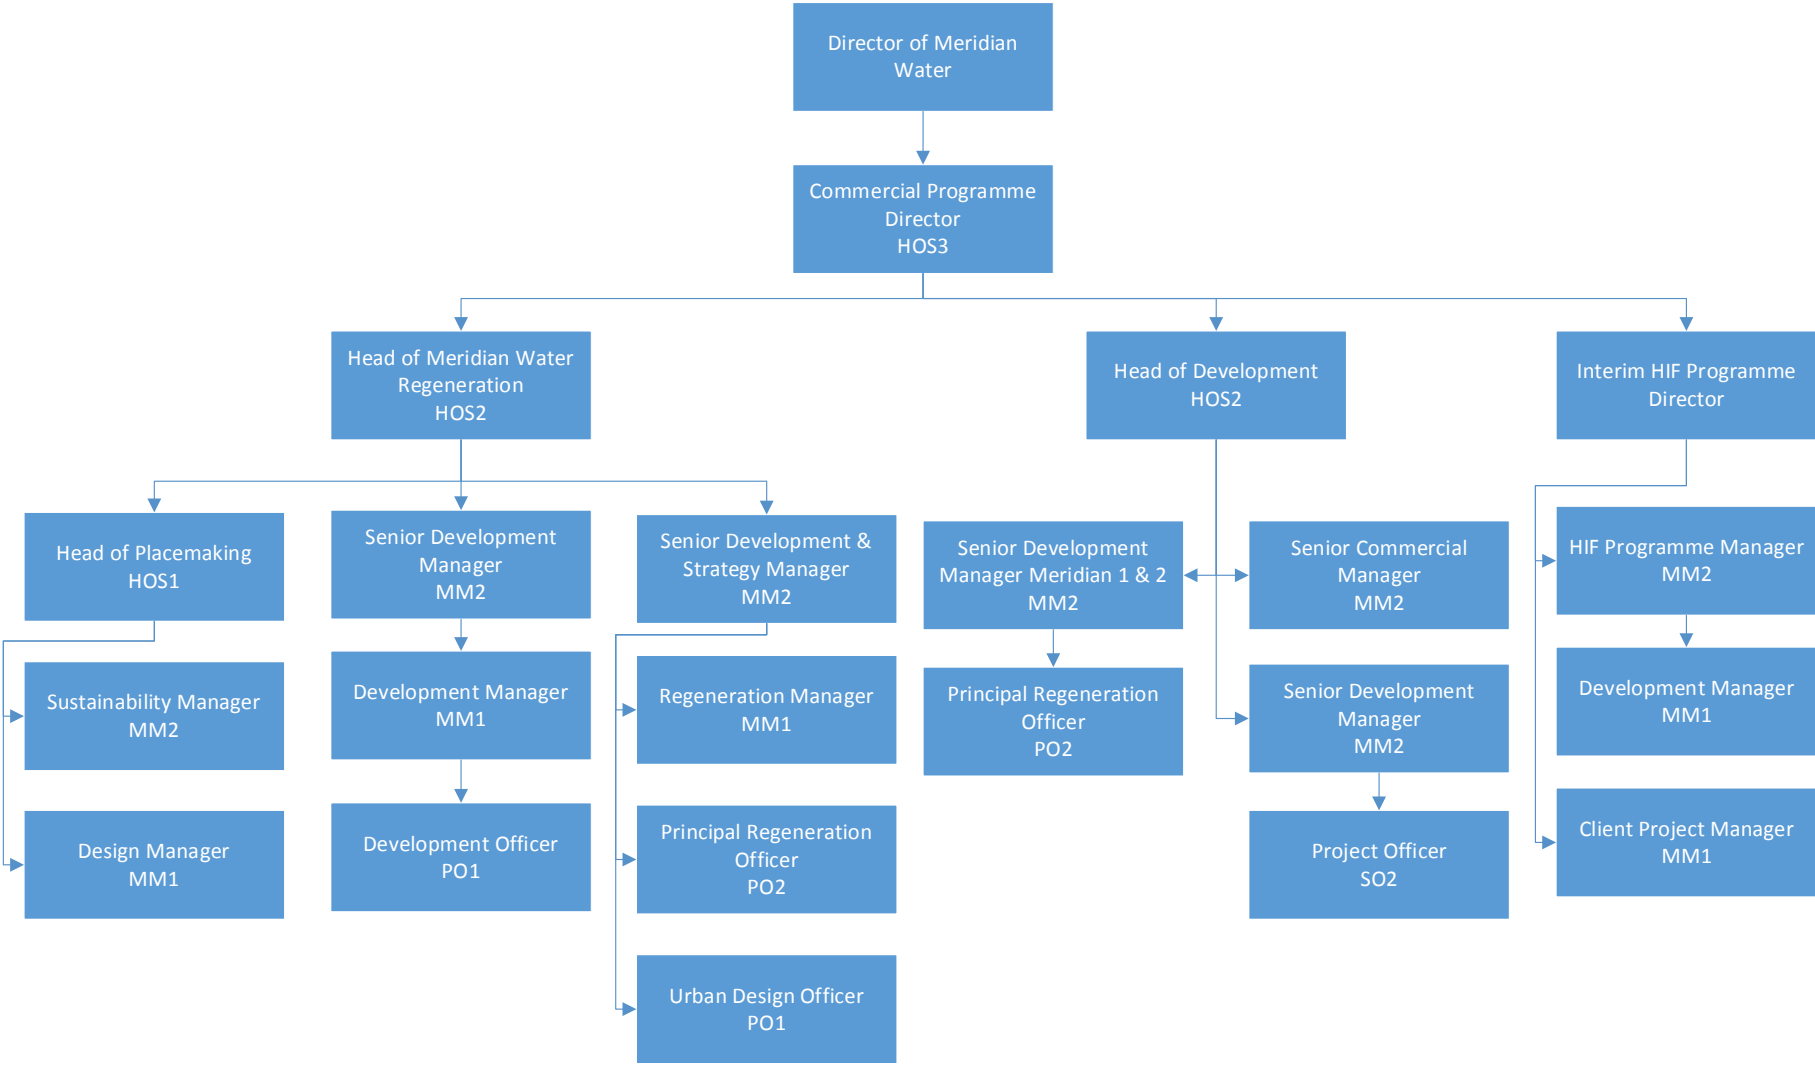 Director of Meridian
Water
Commercial Programme
Director
HOS3
Head of Meridian Water
Regeneration
HOS2
Head of Development
HOS2
Interim HIF Programme
Director
Head of Placemaking
HOS1
Senior Development
Manager
MM2
Senior Development &
Strategy Manager
MM2
Senior Development
Manager Meridian 1 & 2
MM2
Senior Commercial
Manager
MM2
HIF Programme Manager
MM2
Sustainability Manager
MM2
Development Manager
MM1
Regeneration Manager
MM1
Principal Regeneration
Officer
PO2
Senior Development
Manager
MM2
Development Manager
MM1
Design Manager
MM1
Development Officer
PO1
Principal Regeneration
Officer
PO2
Project Officer
SO2
Client Project Manager
MM1
Urban Design Officer
PO1